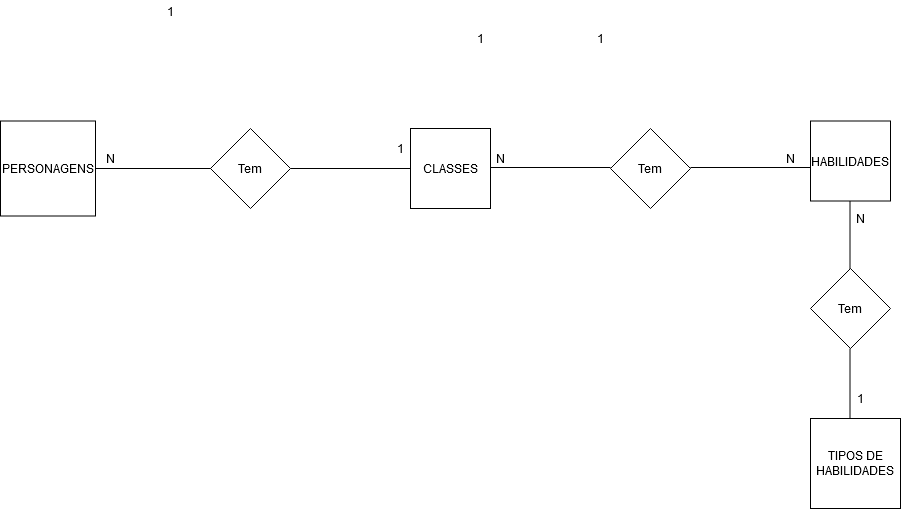 1
1
1
PERSONAGENS
N
Tem
1
CLASSES
N
Tem
N
HABILIDADES
N
Tem
1
TIPOS DE
HABILIDADES